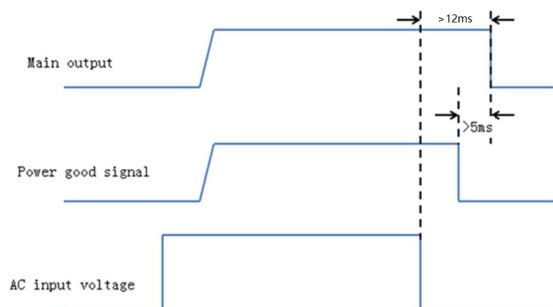 >12ms
Main output
>5ms
Power good signal
AC input voltage